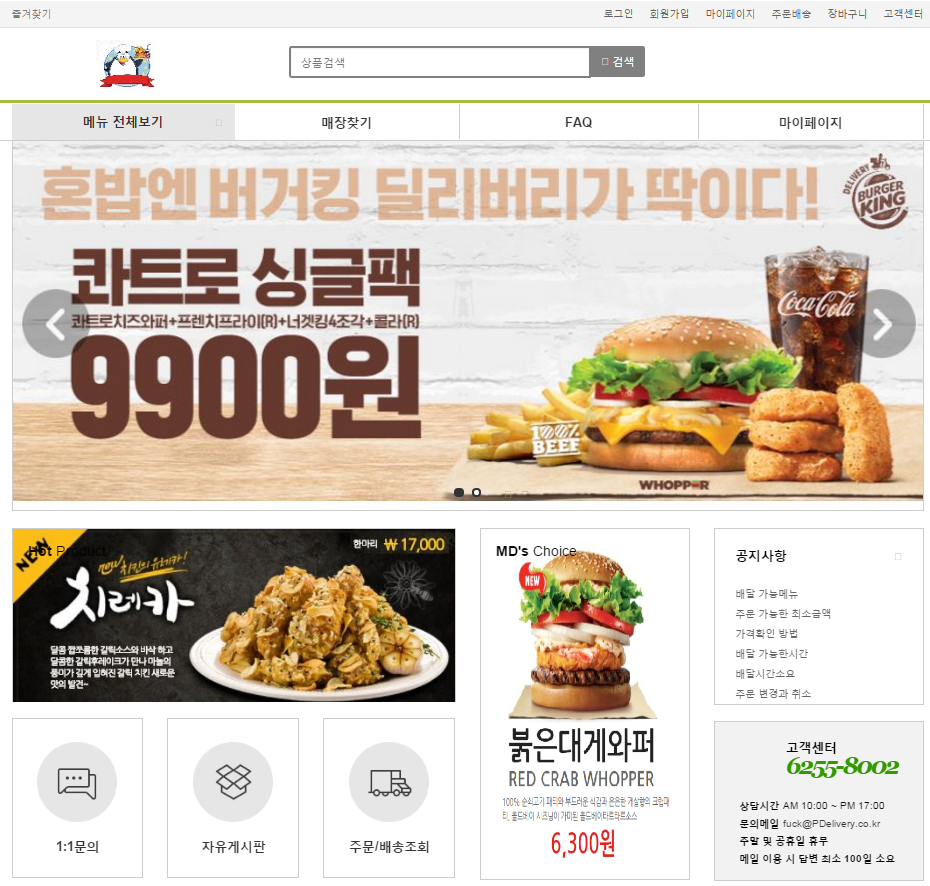 즐겨찾기
로그인 회원가입 마이페이지 주문배송 장바구니 고객센터
상품검색
검색
메뉴 전체보기 매장찾기 FAQ 마이페이지
혼밥엔 버거킹 딜리버리가 딱이다!
DELIVERY
BURGER
KING
콰트로 싱글팩
콰트로치즈와퍼+프렌치프라이(R)+너겟킹4조각+콜라(R)
9900원
Coca-Cola
100%
BEEF
WHOPPER
Hot Product
NEW
한마리 ₩ 17,000
new 치킨의 유레카!
치레카
달콤 짭쪼롬한 갈릭소스와 바삭 하고
달콤한 갈릭후레이크가 만나 마늘의
풍미가 깊게 입혀진 갈릭 치킨 새로운
맛의 발견~
MD's Choice
NEW
붉은대게와퍼
RED CRAB WHOPPER
100% 순쇠고기 패티와 부드러운 식감과 은은한 게살향의 크랩패
티, 올드베이 시즈닝이 가미된 올드베이타르타르소스
6,300원
공지사항
배달 가능메뉴
주문 가능한 최소금액
가격확인 방법
배달 가능한시간
배달시간소요
주문 변경과 취소
1:1문의
자유게시판
주문/배송조회
고객센터
6255-8002
상담시간 AM 10:00 ~ PM 17:00
문의메일 fuck@PDelivery.co.kr
주말 및 공휴일 휴무
메일 이용 시 답변 최소 100일 소요